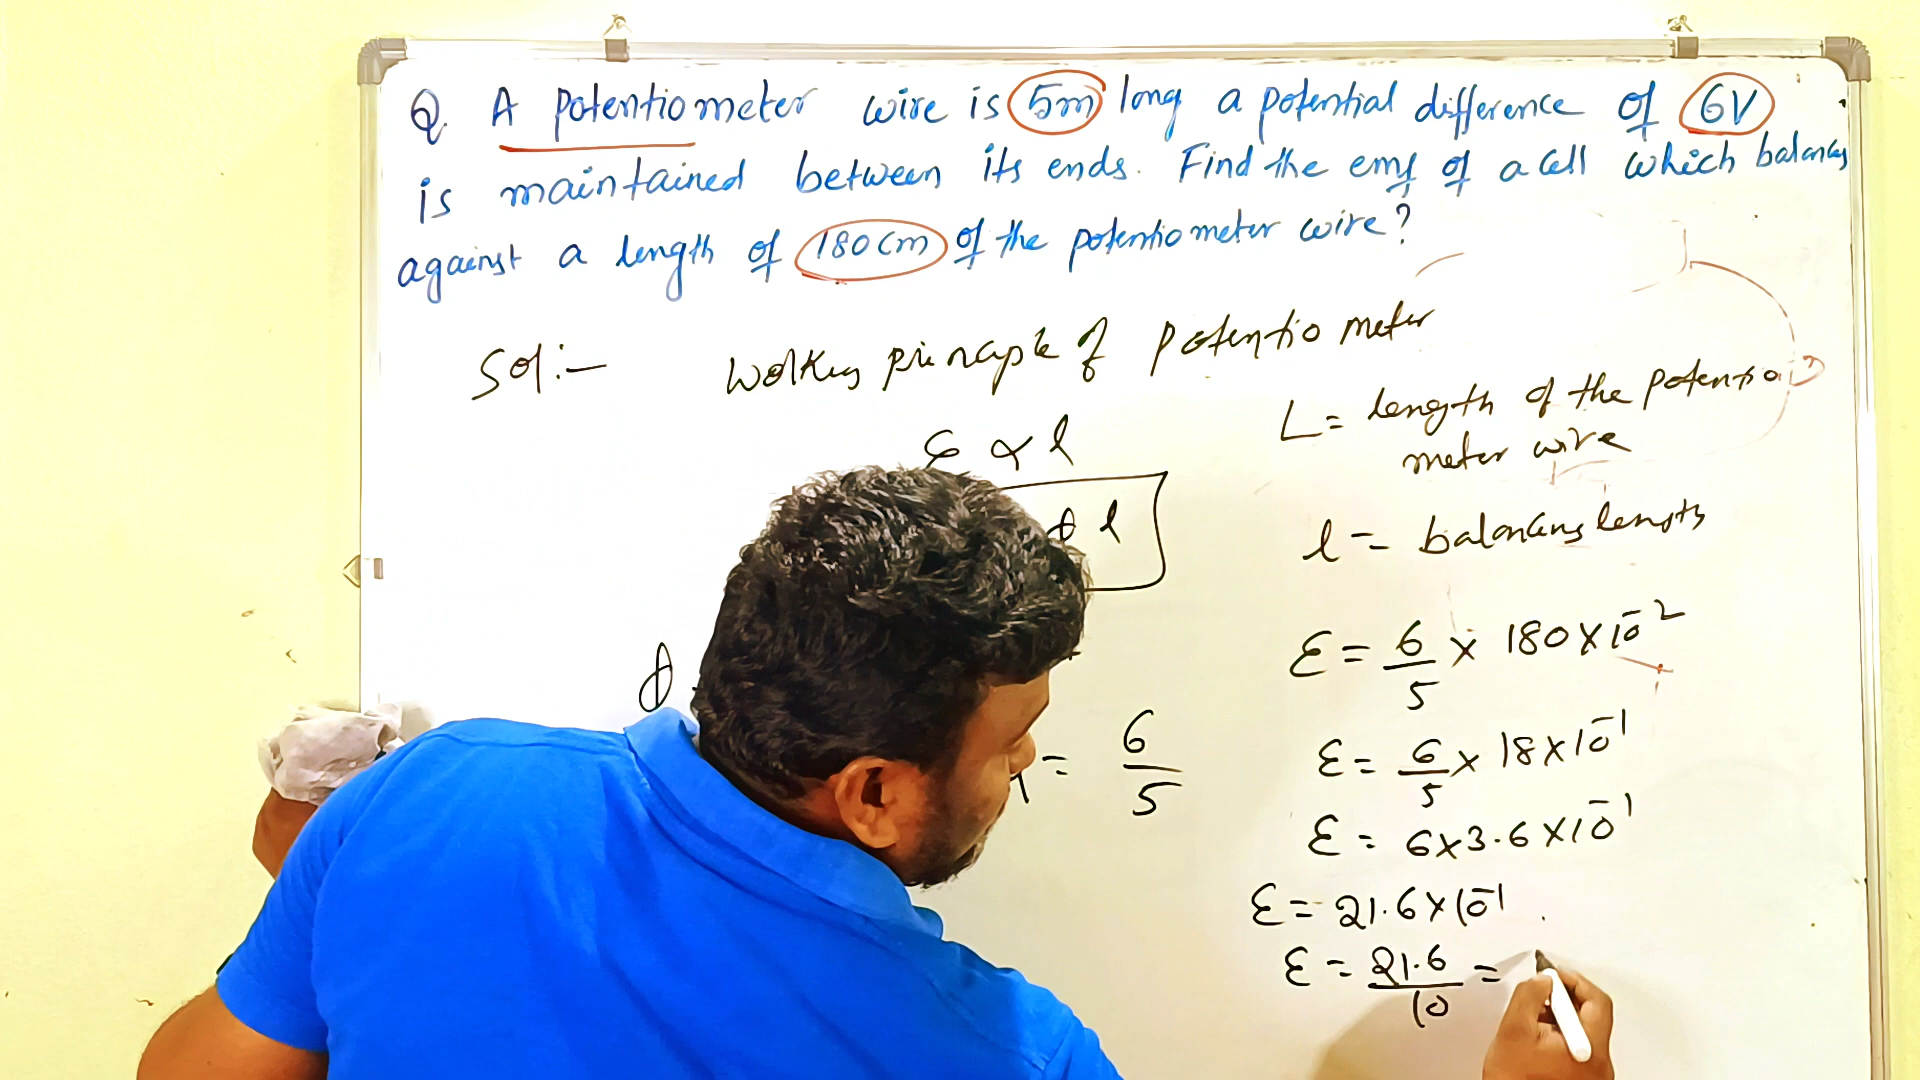 Q. A potentiometer wire is 5m long a potential difference of 6V
is maintained between its ends. Find the emf of a cell which balances
against a length of 180cm of the potentiometer wire?
Sol:- Working principle of potentiometer
ε ∝ l
ϕ l
L = length of the potentio
meter wire
l = balancing length
ϕ
= 6/5
ε = 6/5 × 180×10⁻²
ε = 6/5 × 18×10⁻¹
ε = 6×3.6×10⁻¹
ε = 21.6×10⁻¹
ε = 21.6/10 =